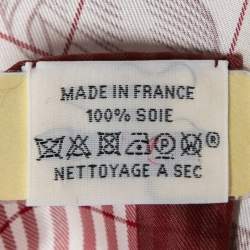 MADE IN FRANCE
100% SOIE
®
NETTOYAGE A SEC